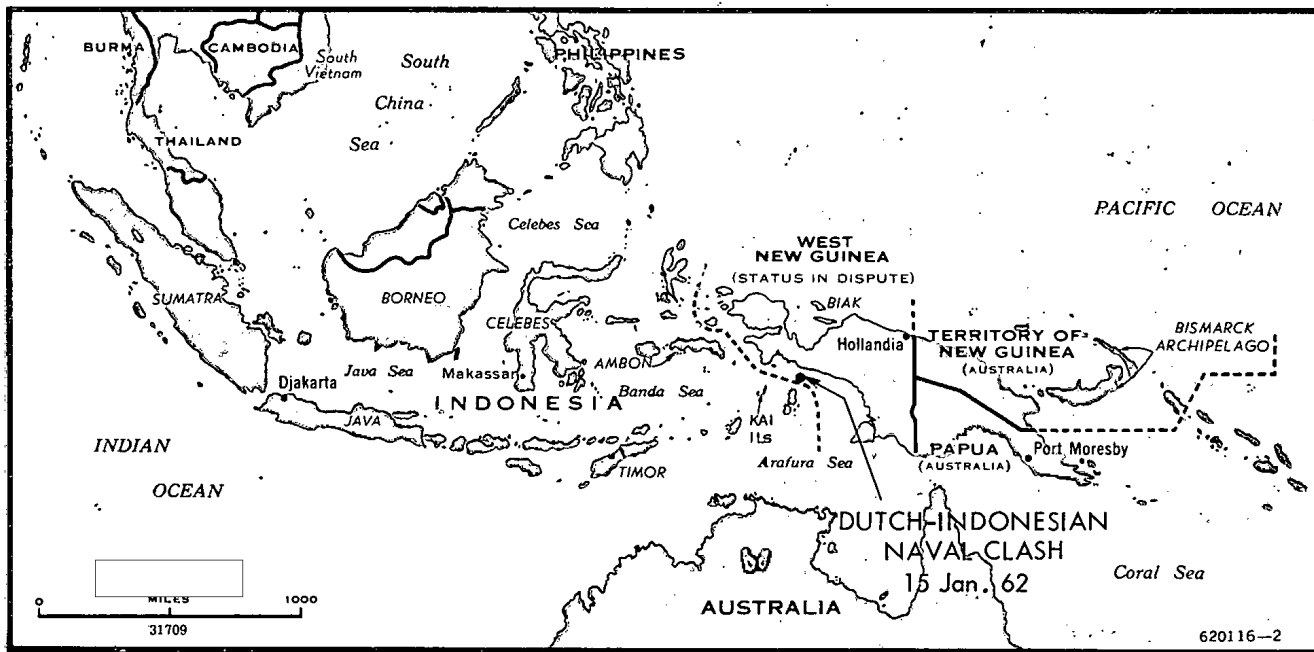 BURMA
CAMBODIA
South
Vietnam
South
China
Sea
PHILIPPINES
THAILAND
PACIFIC OCEAN
Celebes Sea
WEST
NEW GUINEA
(STATUS IN DISPUTE)
SUMATRA
BORNEO
CELEBES
BIAK
Hollandia
TERRITORY OF
NEW GUINEA
(AUSTRALIA)
BISMARCK
ARCHIPELAGO
AMBON
Java Sea
Makassar
Banda Sea
Djakarta
INDONESIA
JAVA
KAI
ILs
INDIAN
OCEAN
TIMOR
Arafura Sea
PAPUA
(AUSTRALIA)
Port Moresby
DUTCH-INDONESIAN
NAVAL CLASH
15 Jan. 62
Coral Sea
AUSTRALIA
MILES
0 1000
31709
620116-2